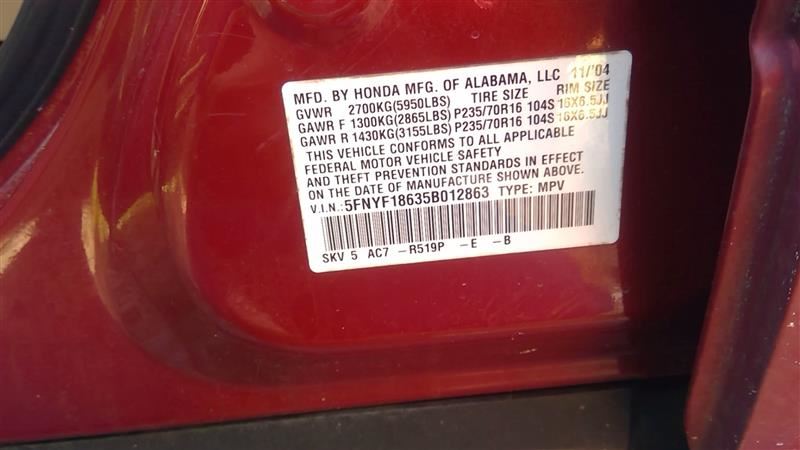 MFD. BY HONDA MFG. OF ALABAMA, LLC 11/'04
GVWR 2700KG(5950LBS) TIRE SIZE RIM SIZE
GAWR F 1300KG(2865LBS) P235/70R16 104S 16X6.5JJ
GAWR R 1430KG(3155LBS) P235/70R16 104S 16X6.5JJ
THIS VEHICLE CONFORMS TO ALL APPLICABLE
FEDERAL MOTOR VEHICLE SAFETY
AND THEFT PREVENTION STANDARDS IN EFFECT
ON THE DATE OF MANUFACTURE SHOWN ABOVE.
V.I.N.: 5FNYF18635B012863 TYPE: MPV
SKV 5 AC7 -R519P -E -B